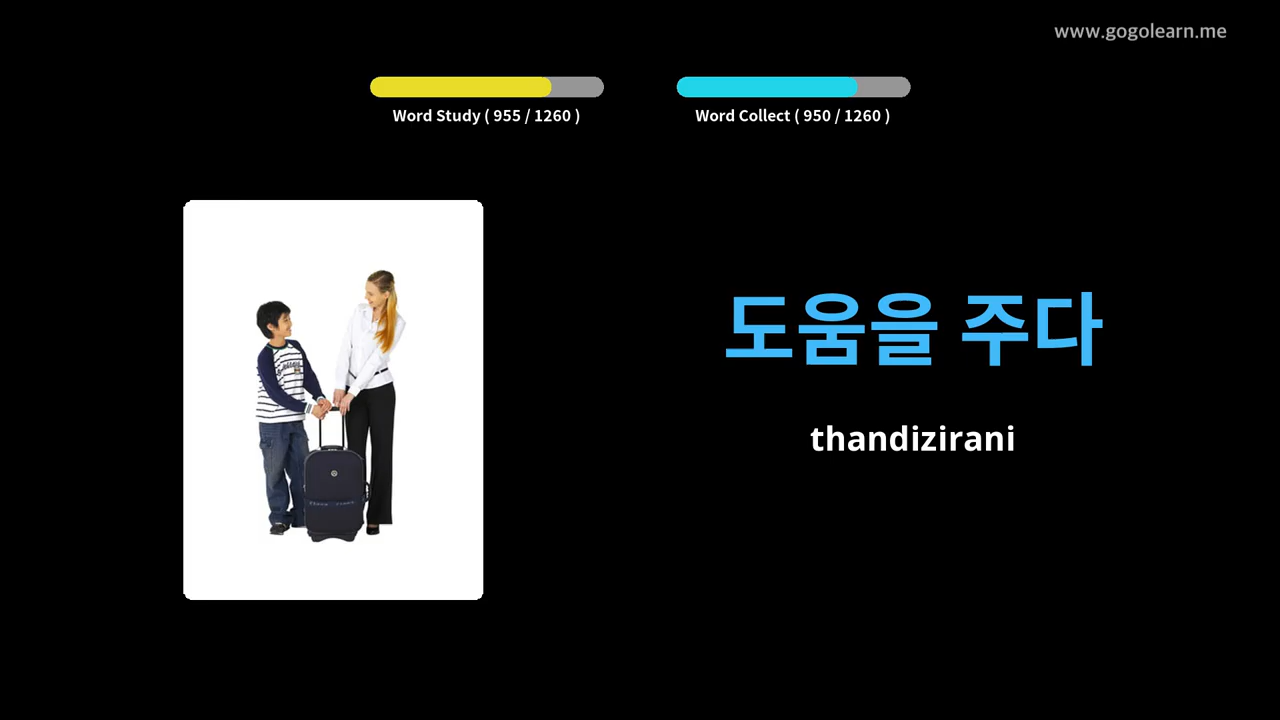 www.gogolearn.me
Word Study ( 955 / 1260 )
Word Collect ( 950 / 1260 )
도움을 주다
thandizirani